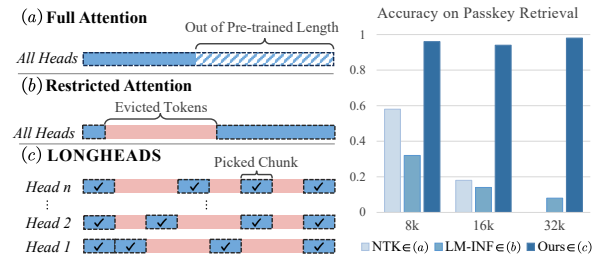 (a) Full Attention
Out of Pre-trained Length
All Heads
(b) Restricted Attention
Evicted Tokens
All Heads
(c) LONGHEADS
Picked Chunk
Head n
⋮ ⋮
Head 2
Head 1
Accuracy on Passkey Retrieval
1
0.8
0.6
0.4
0.2
0
8k 16k 32k
NTK∈(a) LM-INF∈(b) Ours∈(c)